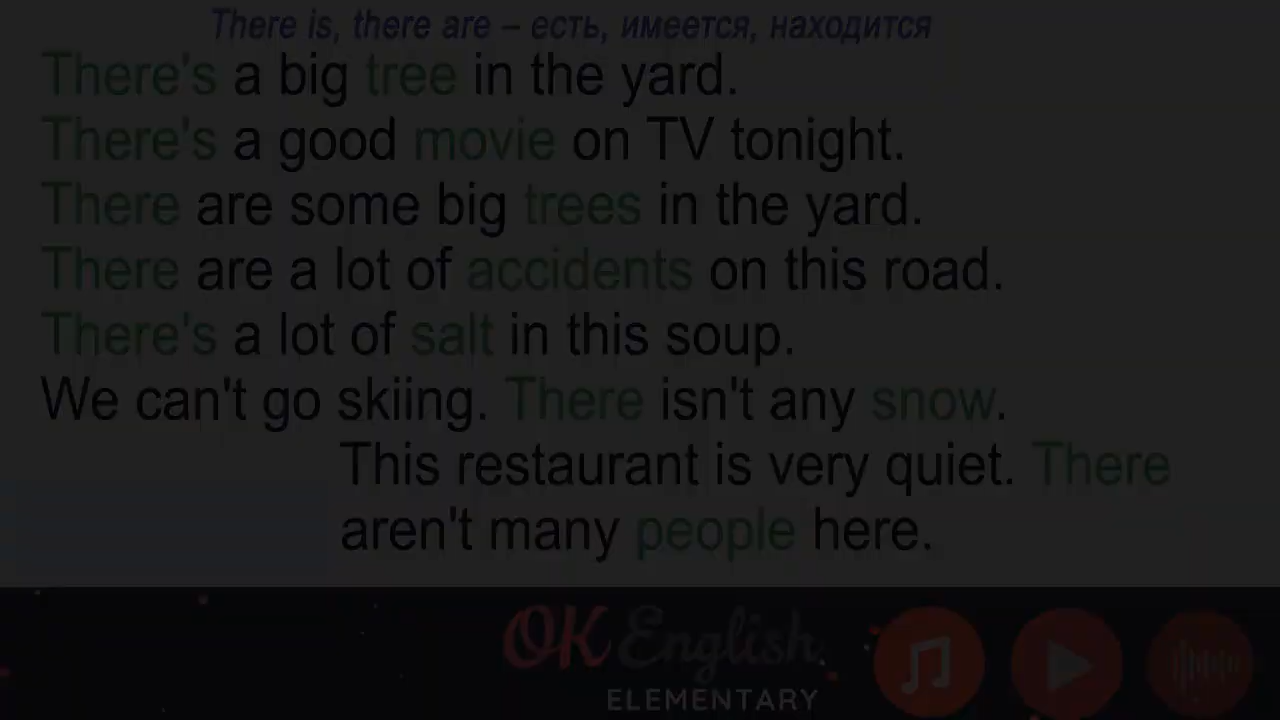 There is, there are – есть, имеется, находится
There's a big tree in the yard.
There's a good movie on TV tonight.
There are some big trees in the yard.
There are a lot of accidents on this road.
There's a lot of salt in this soup.
We can't go skiing. There isn't any snow.
This restaurant is very quiet. There
aren't many people here.
OK English
ELEMENTARY